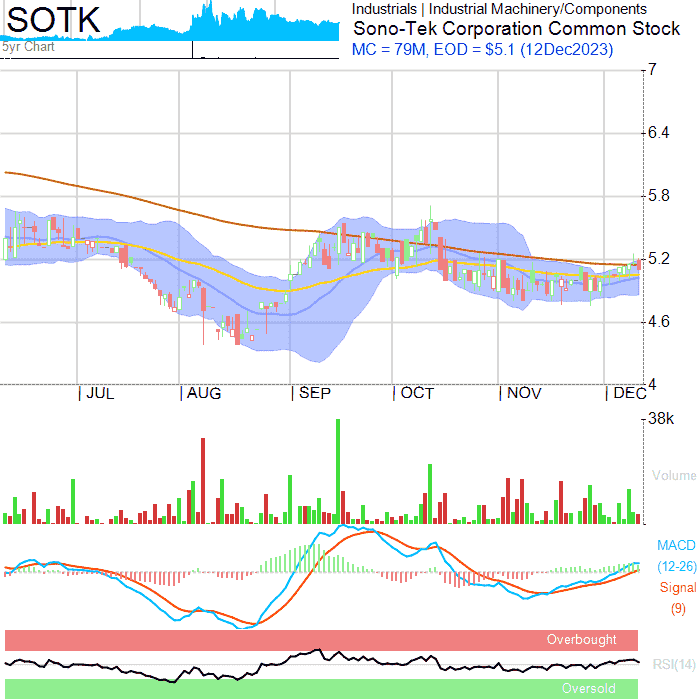 SOTK
5yr Chart
Industrials | Industrial Machinery/Components
Sono-Tek Corporation Common Stock
MC = 79M, EOD = $5.1 (12Dec2023)
7
6.4
5.8
5.2
4.6
4
JUL AUG SEP OCT NOV DEC
38k
Volume
MACD
(12-26)
Signal
(9)
Overbought
RSI(14)
Oversold